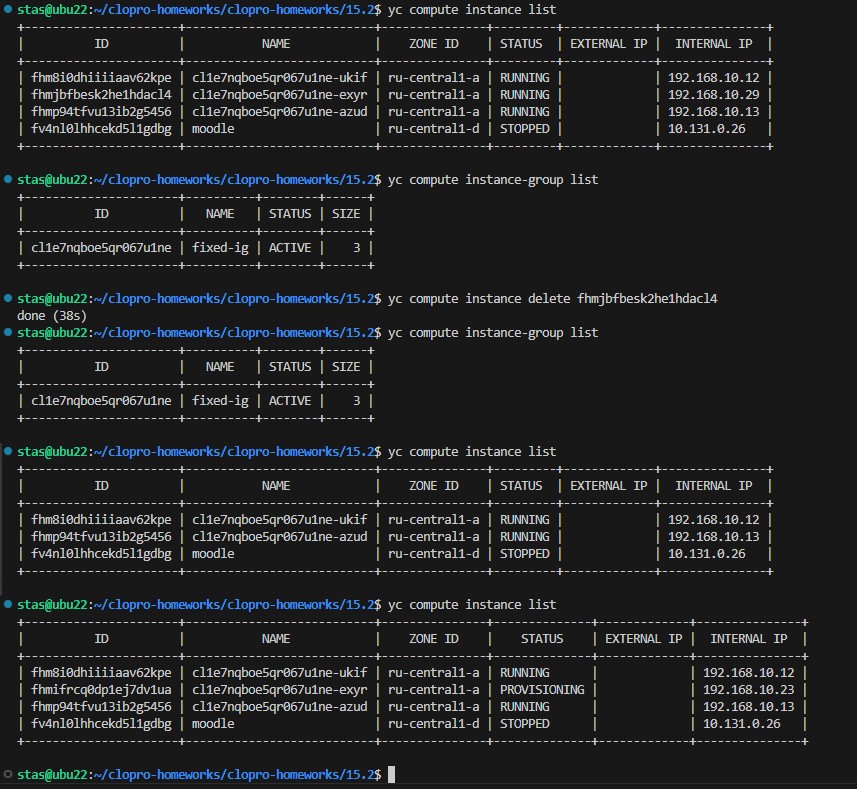 stas@ubu22:~/clopro-homeworks/clopro-homeworks/15.2$ yc compute instance list
+----------------------+---------------------------+---------------+---------+-------------+---------------+
| ID | NAME | ZONE ID | STATUS | EXTERNAL IP | INTERNAL IP |
+----------------------+---------------------------+---------------+---------+-------------+---------------+
| fhm8i0dhiiiiaav62kpe | cl1e7nqboe5qr067u1ne-ukif | ru-central1-a | RUNNING | | 192.168.10.12 |
| fhmjbfbesk2he1hdacl4 | cl1e7nqboe5qr067u1ne-exyr | ru-central1-a | RUNNING | | 192.168.10.29 |
| fhmp94tfvu13ib2g5456 | cl1e7nqboe5qr067u1ne-azud | ru-central1-a | RUNNING | | 192.168.10.13 |
| fv4nl0lhhcekd5l1gdbg | moodle | ru-central1-d | STOPPED | | 10.131.0.26 |
+----------------------+---------------------------+---------------+---------+-------------+---------------+
stas@ubu22:~/clopro-homeworks/clopro-homeworks/15.2$ yc compute instance-group list
+----------------------+----------+--------+------+
| ID | NAME | STATUS | SIZE |
+----------------------+----------+--------+------+
| cl1e7nqboe5qr067u1ne | fixed-ig | ACTIVE | 3 |
+----------------------+----------+--------+------+
stas@ubu22:~/clopro-homeworks/clopro-homeworks/15.2$ yc compute instance delete fhmjbfbesk2he1hdacl4
done (38s)
stas@ubu22:~/clopro-homeworks/clopro-homeworks/15.2$ yc compute instance-group list
+----------------------+----------+--------+------+
| ID | NAME | STATUS | SIZE |
+----------------------+----------+--------+------+
| cl1e7nqboe5qr067u1ne | fixed-ig | ACTIVE | 3 |
+----------------------+----------+--------+------+
stas@ubu22:~/clopro-homeworks/clopro-homeworks/15.2$ yc compute instance list
+----------------------+---------------------------+---------------+---------+-------------+---------------+
| ID | NAME | ZONE ID | STATUS | EXTERNAL IP | INTERNAL IP |
+----------------------+---------------------------+---------------+---------+-------------+---------------+
| fhm8i0dhiiiiaav62kpe | cl1e7nqboe5qr067u1ne-ukif | ru-central1-a | RUNNING | | 192.168.10.12 |
| fhmp94tfvu13ib2g5456 | cl1e7nqboe5qr067u1ne-azud | ru-central1-a | RUNNING | | 192.168.10.13 |
| fv4nl0lhhcekd5l1gdbg | moodle | ru-central1-d | STOPPED | | 10.131.0.26 |
+----------------------+---------------------------+---------------+---------+-------------+---------------+
stas@ubu22:~/clopro-homeworks/clopro-homeworks/15.2$ yc compute instance list
+----------------------+---------------------------+---------------+--------------+-------------+---------------+
| ID | NAME | ZONE ID | STATUS | EXTERNAL IP | INTERNAL IP |
+----------------------+---------------------------+---------------+--------------+-------------+---------------+
| fhm8i0dhiiiiaav62kpe | cl1e7nqboe5qr067u1ne-ukif | ru-central1-a | RUNNING | | 192.168.10.12 |
| fhmifrcq0dp1ej7dv1ua | cl1e7nqboe5qr067u1ne-exyr | ru-central1-a | PROVISIONING | | 192.168.10.23 |
| fhmp94tfvu13ib2g5456 | cl1e7nqboe5qr067u1ne-azud | ru-central1-a | RUNNING | | 192.168.10.13 |
| fv4nl0lhhcekd5l1gdbg | moodle | ru-central1-d | STOPPED | | 10.131.0.26 |
+----------------------+---------------------------+---------------+--------------+-------------+---------------+
stas@ubu22:~/clopro-homeworks/clopro-homeworks/15.2$